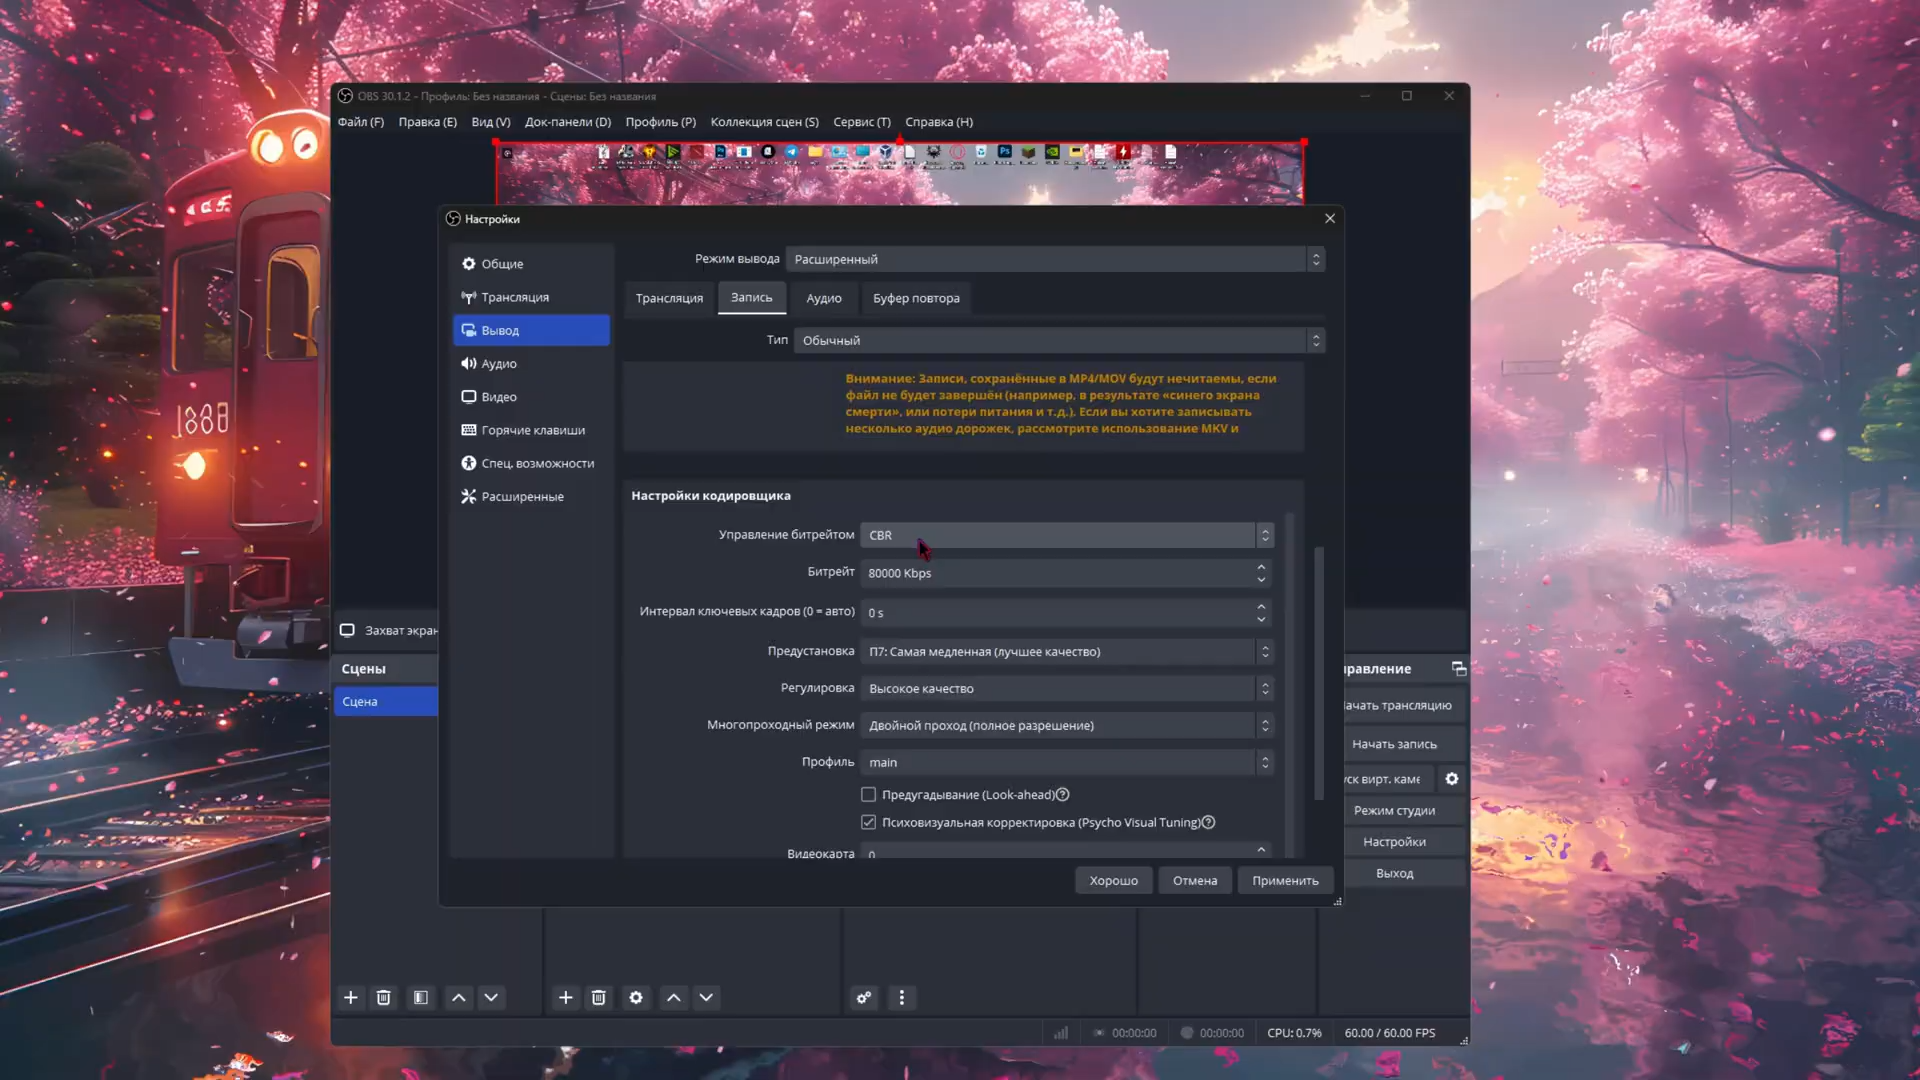 OBS 30.1.2 - Профиль: Без названия - Сцены: Без названия
Файл (F) Правка (E) Вид (V) Док-панели (D) Профиль (P) Коллекция сцен (S) Сервис (T) Справка (H)
Настройки
Общие
Трансляция
Вывод
Аудио
Видео
Горячие клавиши
Спец. возможности
Расширенные
Режим вывода Расширенный
Трансляция Запись Аудио Буфер повтора
Тип Обычный
Внимание: Записи, сохранённые в MP4/MOV будут нечитаемы, если
файл не будет завершён (например, в результате «синего экрана
смерти», или потери питания и т.д.). Если вы хотите записывать
несколько аудио дорожек, рассмотрите использование MKV и
Настройки кодировщика
Управление битрейтом CBR
Битрейт 80000 Kbps
Интервал ключевых кадров (0 = авто) 0 s
Предустановка П7: Самая медленная (лучшее качество)
Регулировка Высокое качество
Многопроходный режим Двойной проход (полное разрешение)
Профиль main
Предугадывание (Look-ahead)
Психовизуальная корректировка (Psycho Visual Tuning)
Видеокарта 0
Хорошо Отмена Применить
Захват экран
Сцены
Сцена
равление
ачать трансляцию
Начать запись
ск вирт. каме
Режим студии
Настройки
Выход
00:00:00 00:00:00 CPU: 0.7% 60.00 / 60.00 FPS
1888